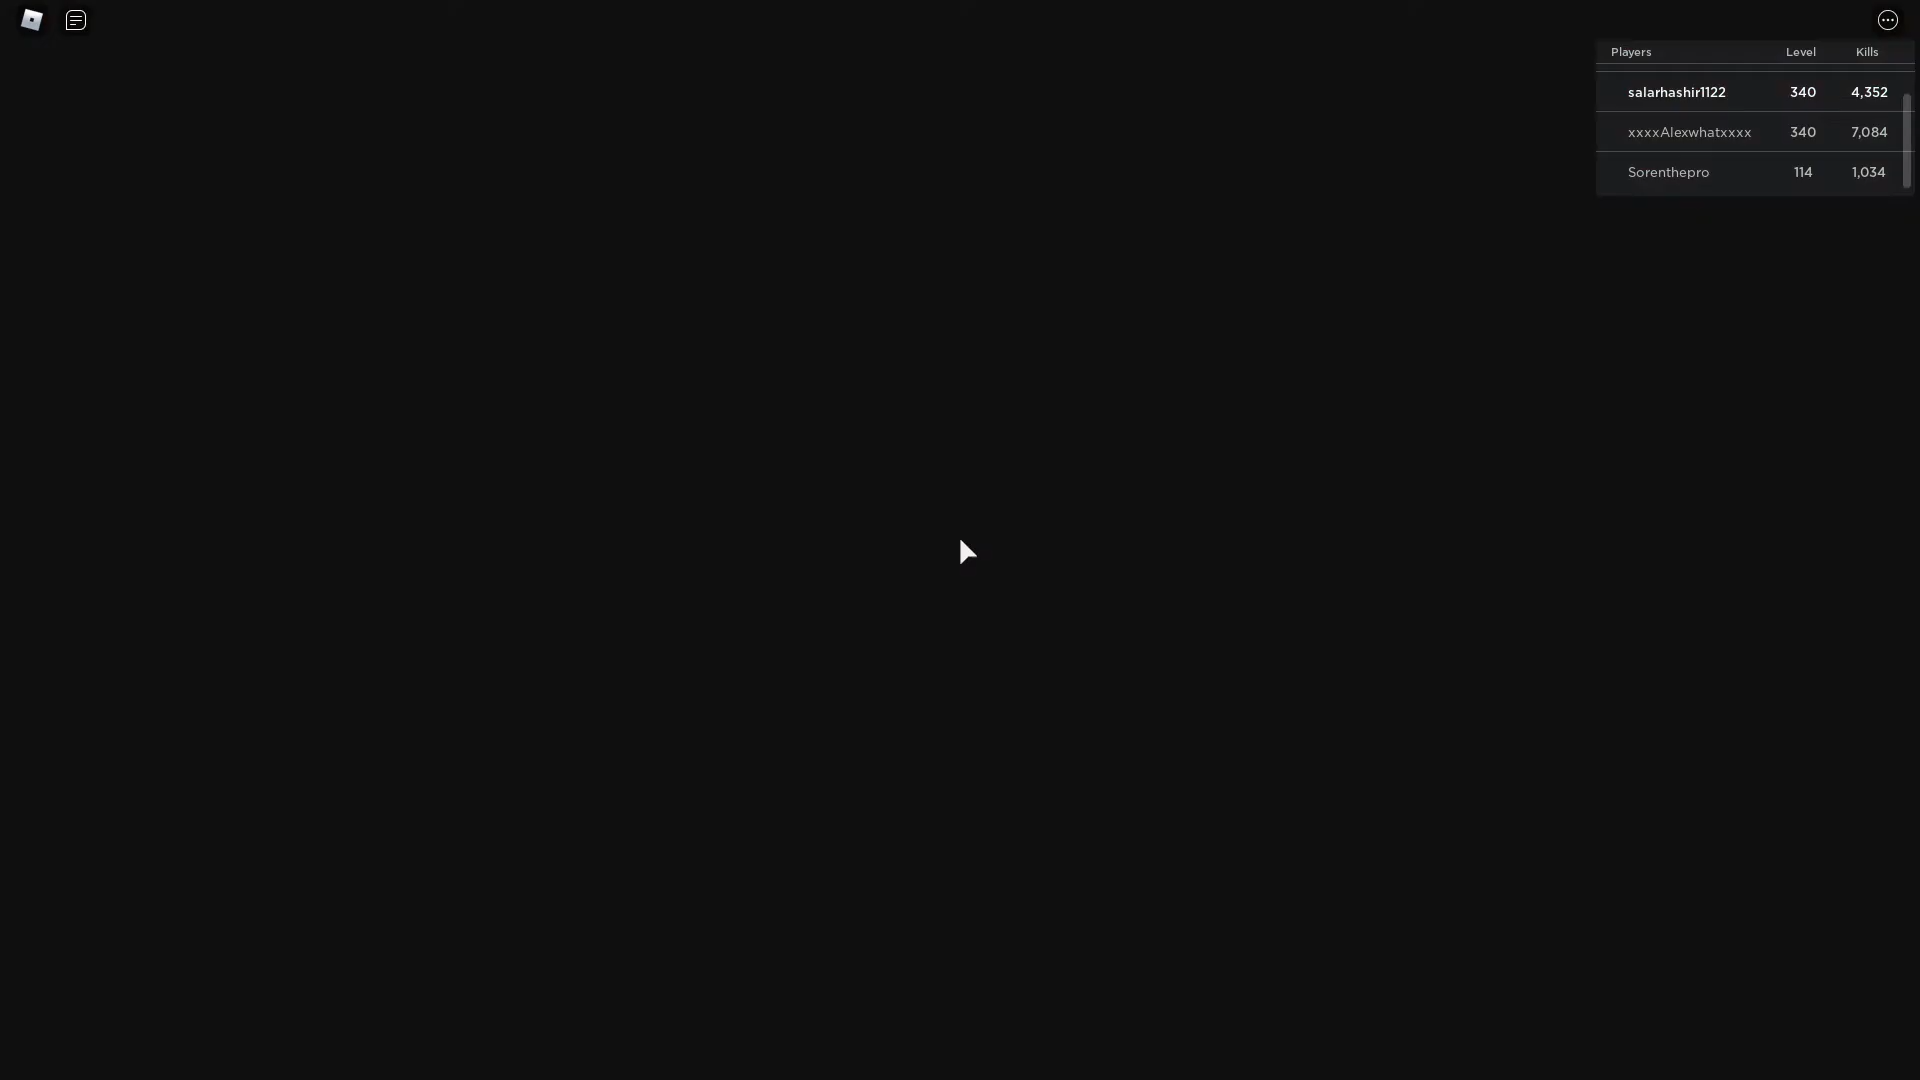 Players Level Kills
salarhashir1122 340 4,352
xxxxAlexwhatxxxx 340 7,084
Sorenthepro 114 1,034